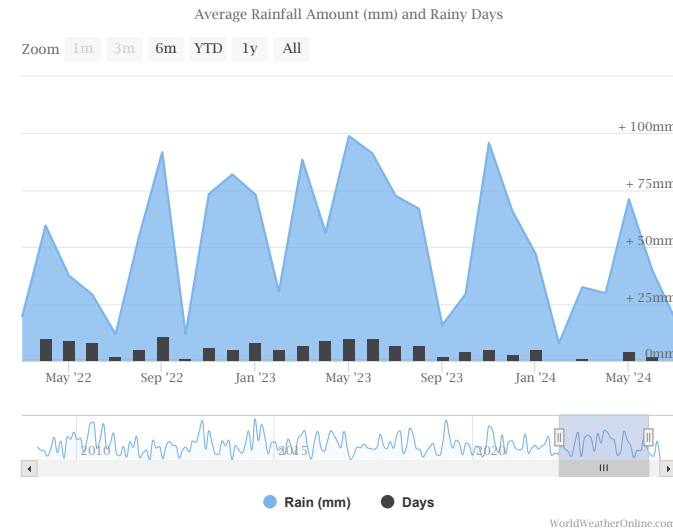 Average Rainfall Amount (mm) and Rainy Days
Zoom 1m 3m 6m YTD 1y All
+ 100mm
+ 75mm
+ 50mm
+ 25mm
0mm
May '22 Sep '22 Jan '23 May '23 Sep '23 Jan '24 May '24
2010 2015 2020
Rain (mm) Days
WorldWeatherOnline.com